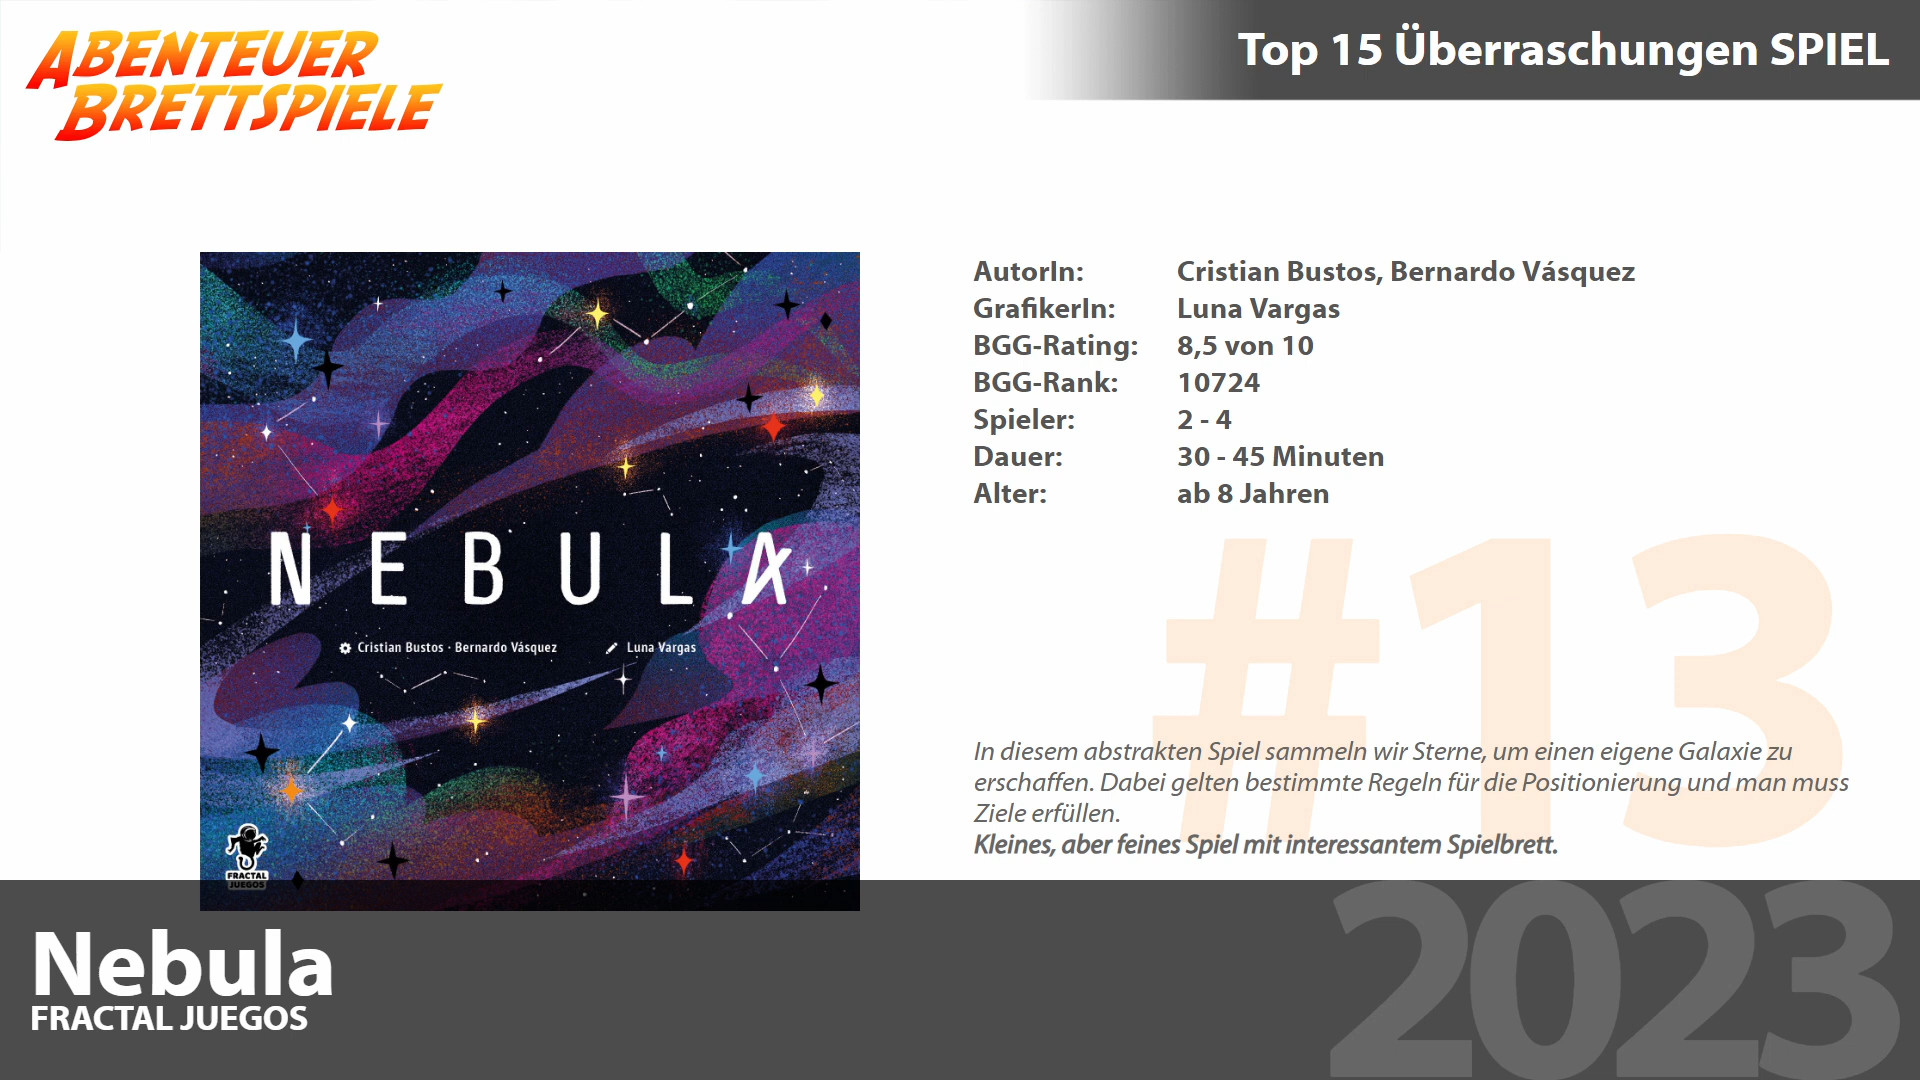 ABENTEUER
BRETTSPIELE
Top 15 Überraschungen SPIEL
NEBULA
Cristian Bustos · Bernardo Vásquez Luna Vargas
FRACTAL
JUEGOS
AutorIn: Cristian Bustos, Bernardo Vásquez
GrafikerIn: Luna Vargas
BGG-Rating: 8,5 von 10
BGG-Rank: 10724
Spieler: 2 - 4
Dauer: 30 - 45 Minuten
Alter: ab 8 Jahren
#13
In diesem abstrakten Spiel sammeln wir Sterne, um einen eigene Galaxie zu
erschaffen. Dabei gelten bestimmte Regeln für die Positionierung und man muss
Ziele erfüllen.
Kleines, aber feines Spiel mit interessantem Spielbrett.
Nebula
FRACTAL JUEGOS
2023